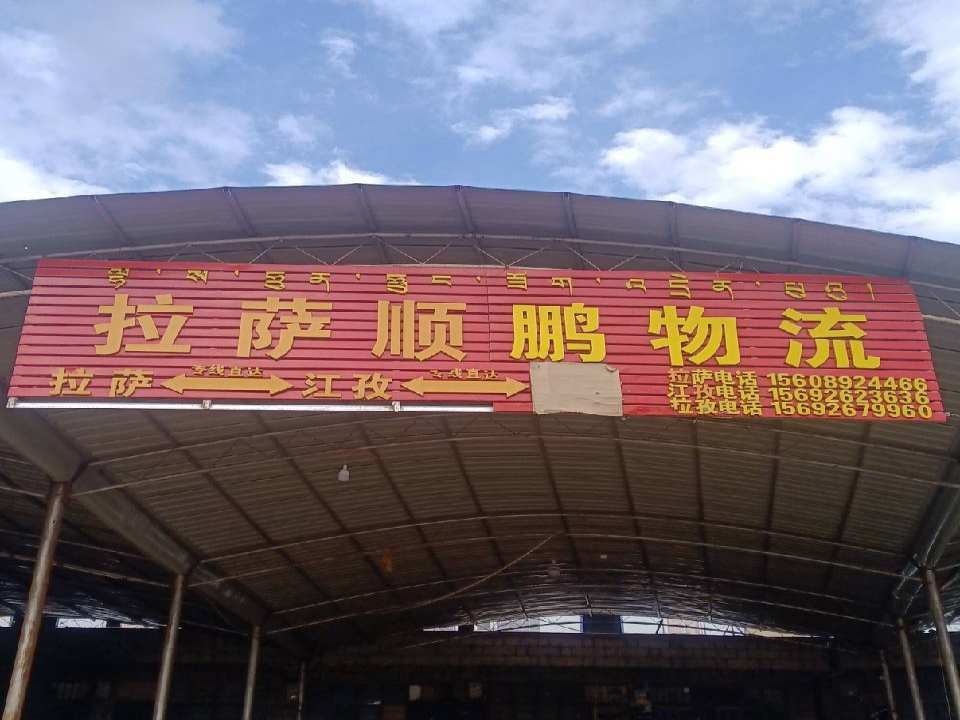 ལྷ་ས་ཧྲུན་ཕུང་
拉萨顺鹏物流
专线直达 专线直达
拉萨 江孜
拉萨电话 15608924466
江孜电话 15692623636
拉孜电话 15692679960